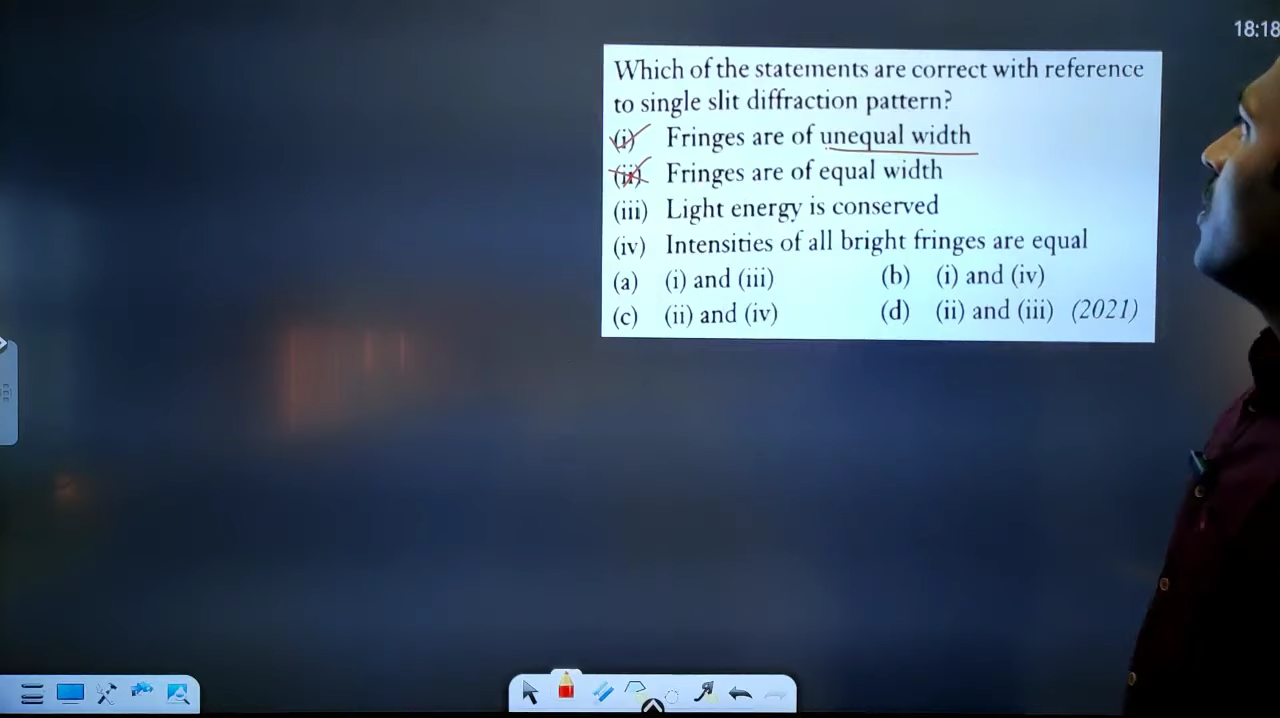 18:18
Which of the statements are correct with reference
to single slit diffraction pattern?
(i) Fringes are of unequal width
(ii) Fringes are of equal width
(iii) Light energy is conserved
(iv) Intensities of all bright fringes are equal
(a) (i) and (iii) (b) (i) and (iv)
(c) (ii) and (iv) (d) (ii) and (iii) (2021)